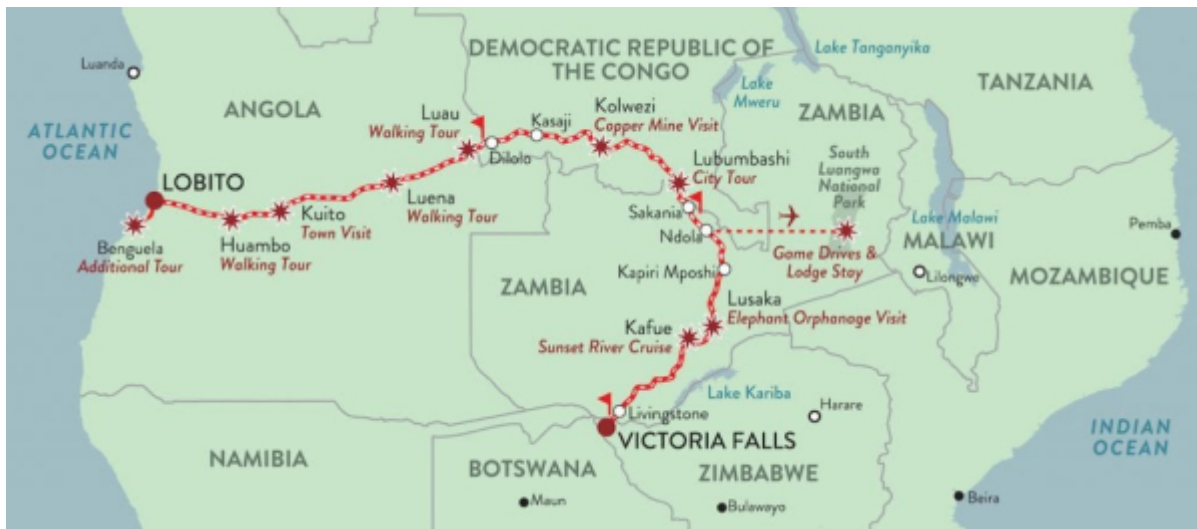 DEMOCRATIC REPUBLIC OF
THE CONGO
Lake Tanganyika
Luanda
TANZANIA
Lake
Mweru
ANGOLA
ZAMBIA
Luau
Walking Tour
Kasaji
Kolwezi
Copper Mine Visit
ATLANTIC
OCEAN
Dilolo
South
Luangwa
National
Park
Lubumbashi
City Tour
LOBITO
Luena
Walking Tour
Sakania
Kuito
Town Visit
Lake Malawi
Pemba
Ndola
MALAWI
Benguela
Additional Tour
Huambo
Walking Tour
Game Drives &
Lodge Stay
Kapiri Mposhi
Lilongwe
MOZAMBIQUE
ZAMBIA
Lusaka
Elephant Orphanage Visit
Kafue
Sunset River Cruise
Lake Kariba
Harare
Livingstone
INDIAN
OCEAN
VICTORIA FALLS
NAMIBIA
BOTSWANA
ZIMBABWE
Maun
Bulawayo
Beira